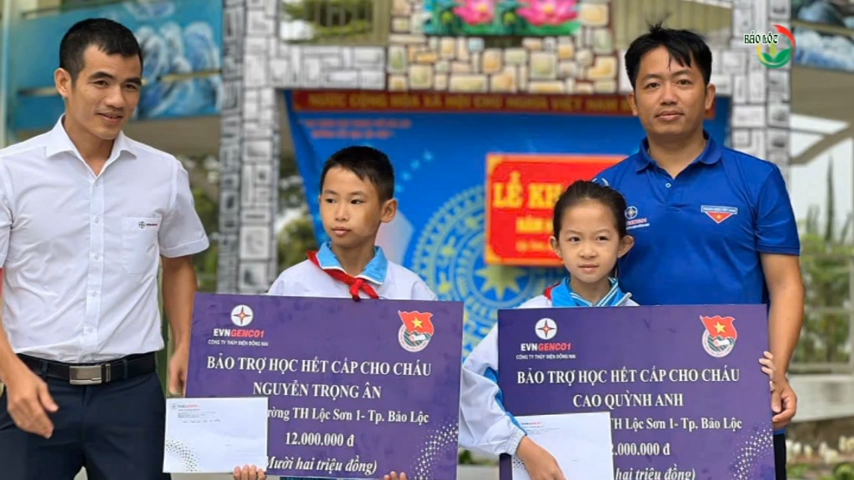 BẢO LỘC
NƯỚC CỘNG HÒA XÃ HỘI CHỦ NGHĨA VIỆT NAM
LỄ KH
NĂM
EVNGENCO1
CÔNG TY THỦY ĐIỆN ĐỒNG NAI
BẢO TRỢ HỌC HẾT CẤP CHO CHÁU
NGUYỄN TRỌNG ÂN
ường TH Lộc Sơn 1- Tp. Bảo Lộc
12.000.000 đ
(Mười hai triệu đồng)
EVNGENCO1
CÔNG TY THỦY ĐIỆN ĐỒNG NAI
BẢO TRỢ HỌC HẾT CẤP CHO CHÁU
CAO QUỲNH ANH
TH Lộc Sơn 1- Tp. Bảo Lộc
2.000.000 đ
hai triệu đồng)